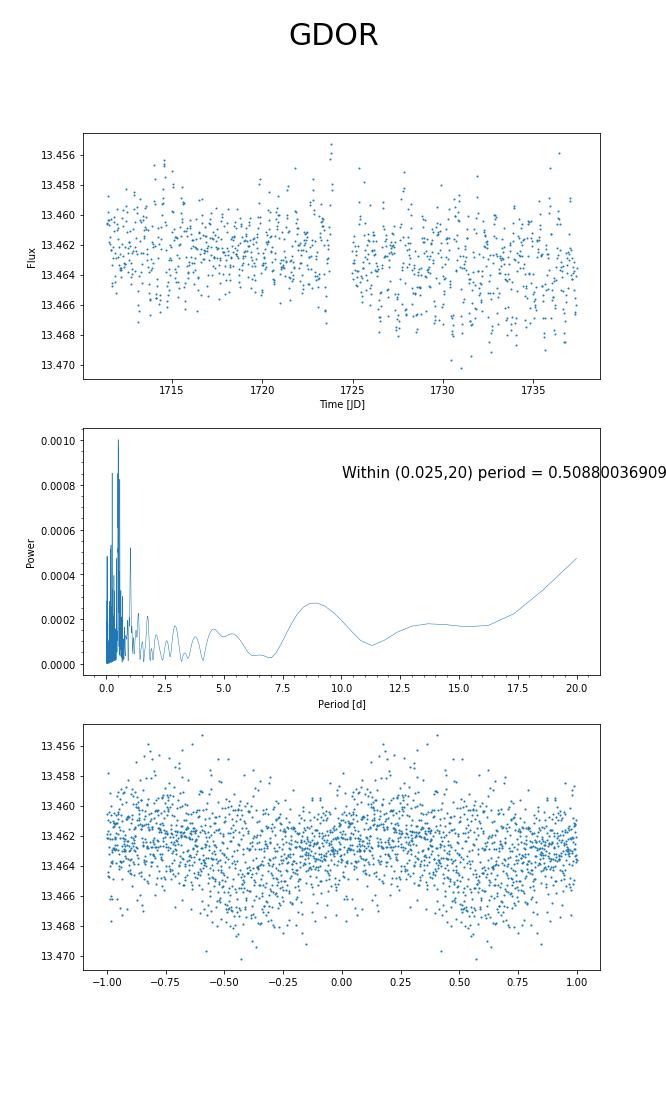 GDOR
13.456
13.458
13.460
13.462
13.464
13.466
13.468
13.470
Flux
1715 1720 1725 1730 1735
Time [JD]
0.0010
0.0008
0.0006
0.0004
0.0002
0.0000
Power
Within (0.025,20) period = 0.50880036909
0.0 2.5 5.0 7.5 10.0 12.5 15.0 17.5 20.0
Period [d]
13.456
13.458
13.460
13.462
13.464
13.466
13.468
13.470
−1.00 −0.75 −0.50 −0.25 0.00 0.25 0.50 0.75 1.00